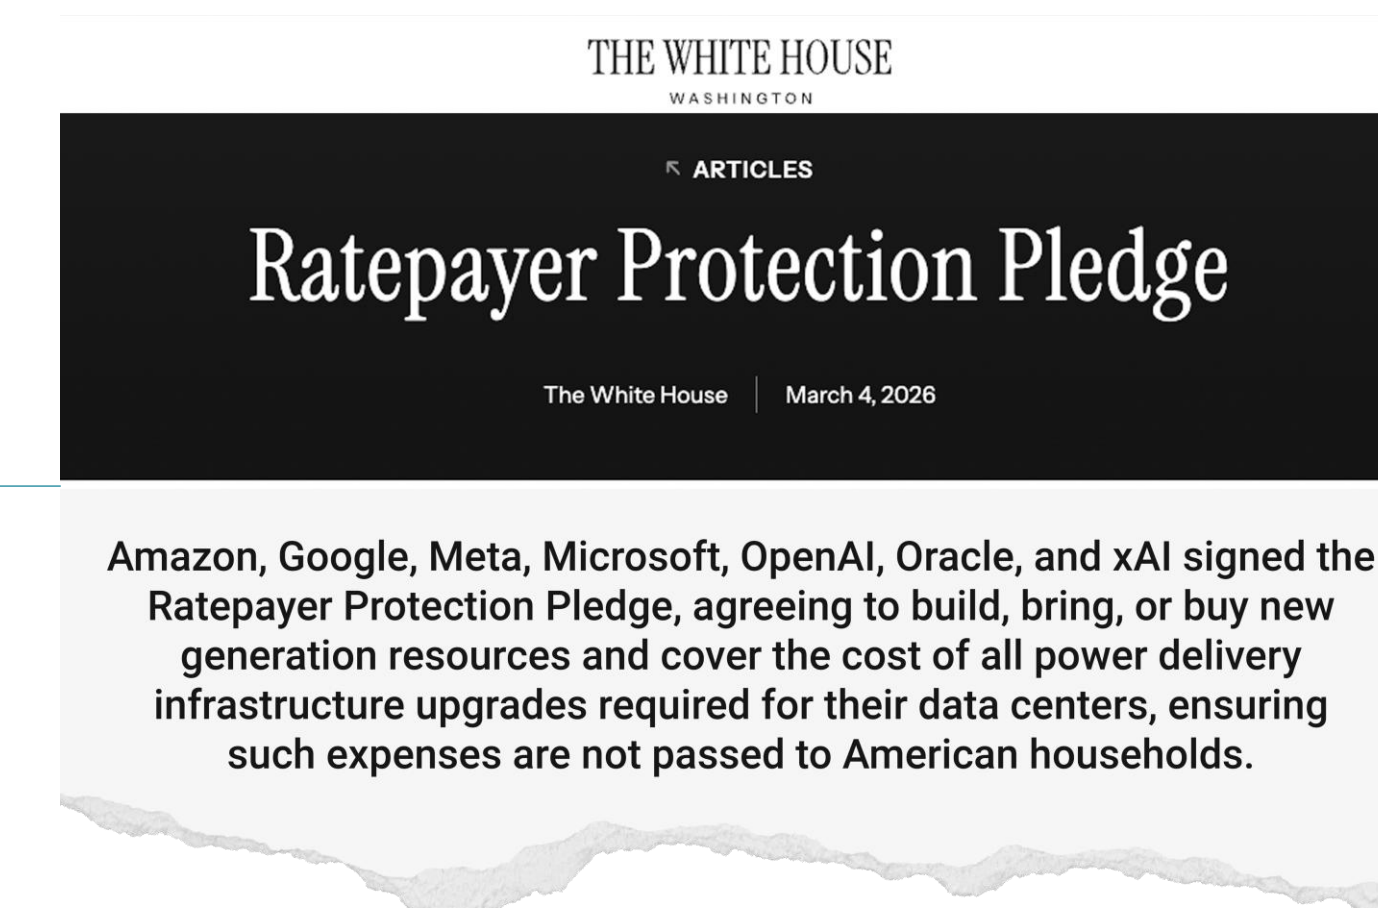 THE WHITE HOUSE
WASHINGTON
ARTICLES
Ratepayer Protection Pledge
The White House | March 4, 2026
Amazon, Google, Meta, Microsoft, OpenAI, Oracle, and xAI signed the
Ratepayer Protection Pledge, agreeing to build, bring, or buy new
generation resources and cover the cost of all power delivery
infrastructure upgrades required for their data centers, ensuring
such expenses are not passed to American households.